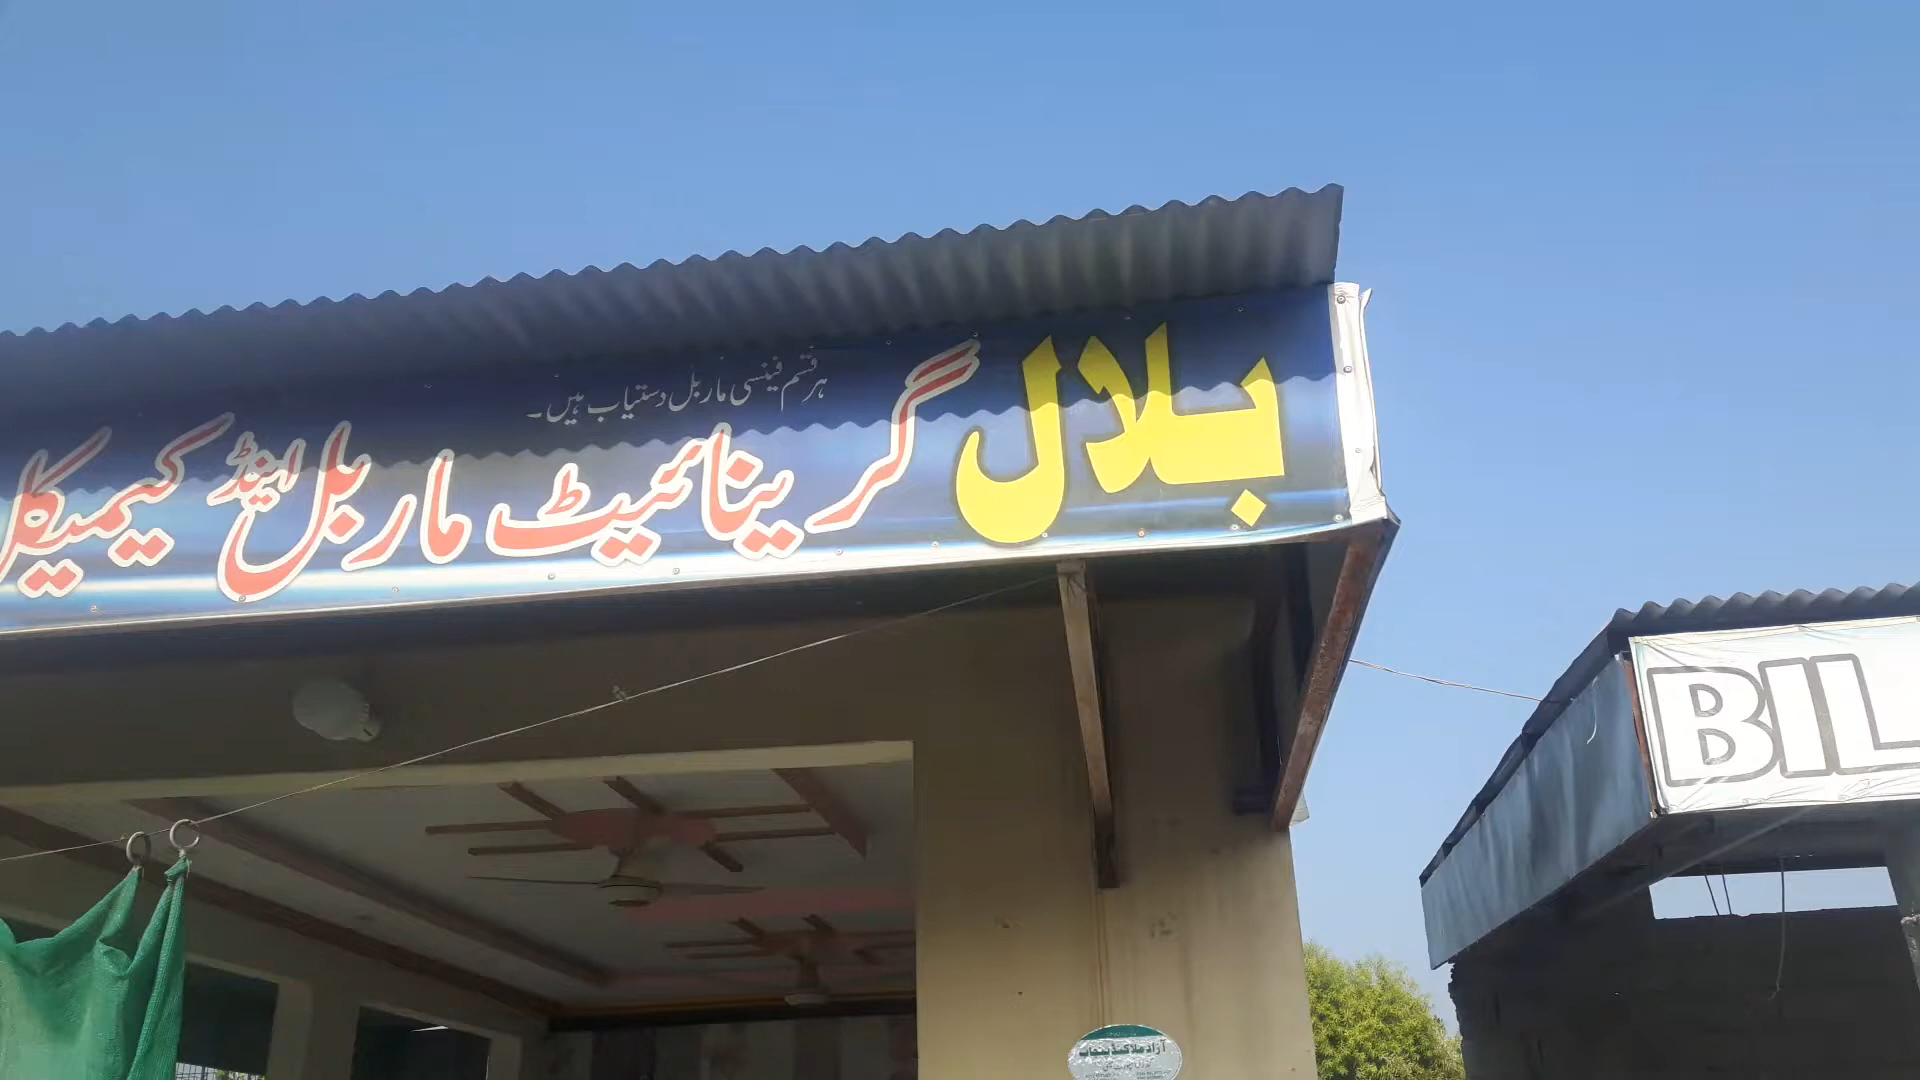 ہر قسم فینسی ماربل دستیاب ہیں۔
بلال گرینائیٹ ماربل اینڈ کیمیکل
BIL